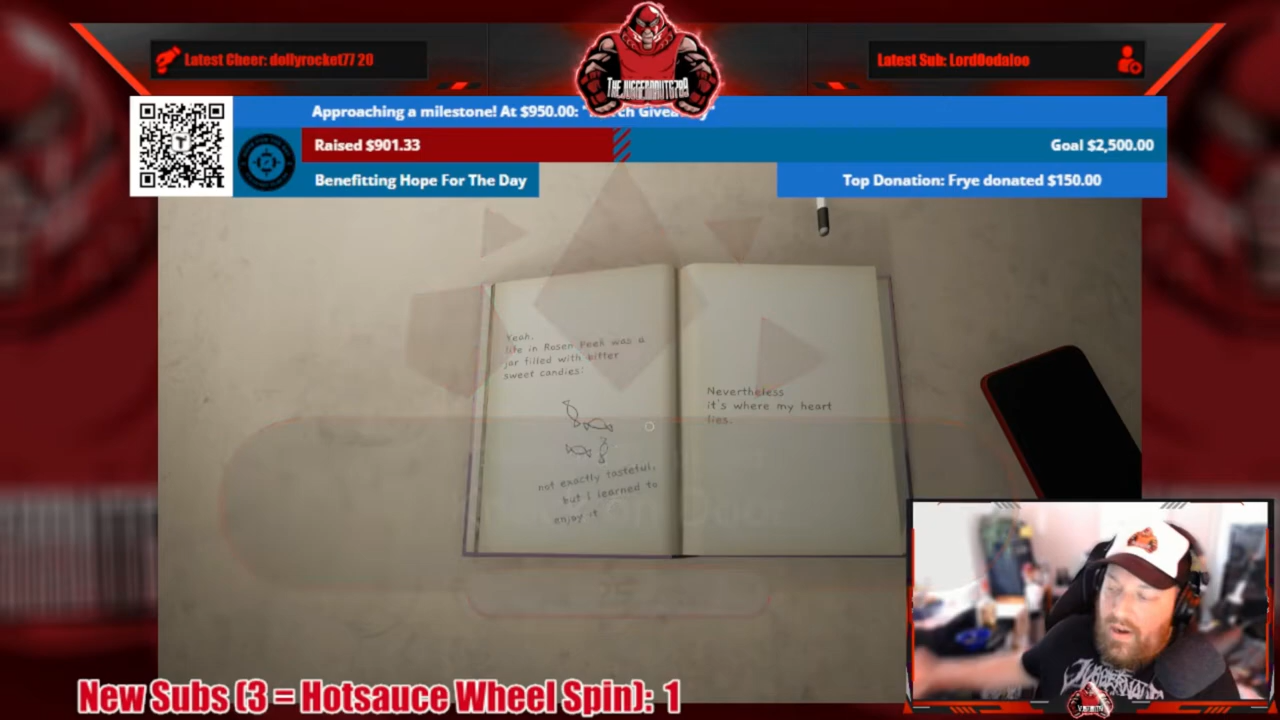 Latest Cheer: dollyrocket77 20
THEJUGGERNAUT6789
Latest Sub: LordOodaloo
Approaching a milestone! At $950.00: "
Raised $901.33
Goal $2,500.00
Benefitting Hope For The Day
Top Donation: Frye donated $150.00
Yeah.
life in Rosen Peek was a
jar filled with bitter
sweet candies:
not exactly tasteful,
but I learned to
enjoy it
Nevertheless
it's where my heart
lies.
New Subs (3 = Hotsauce Wheel Spin): 1